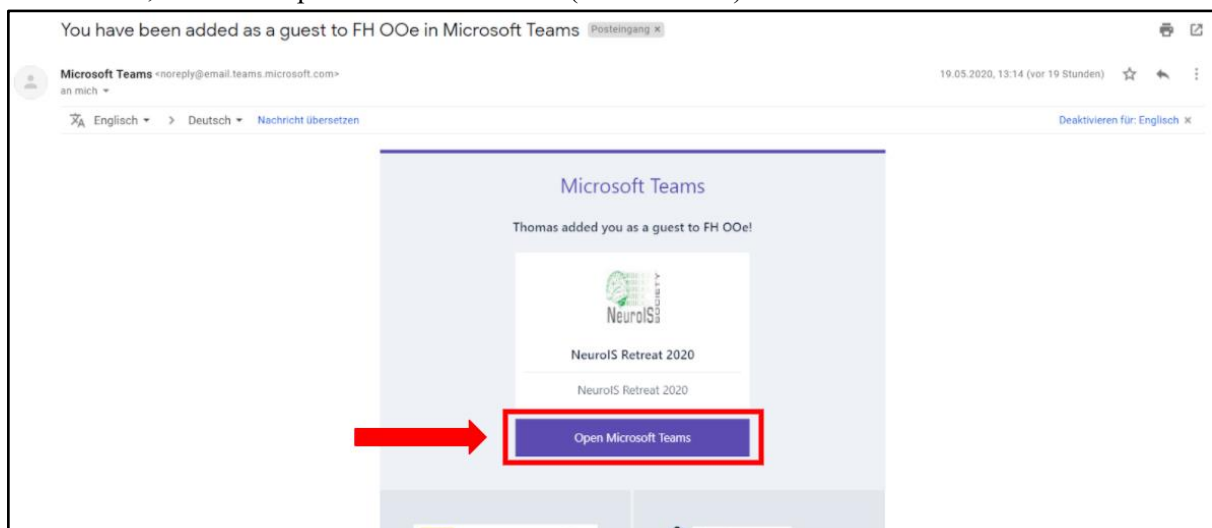 You have been added as a guest to FH OOe in Microsoft Teams Posteingang ×
Microsoft Teams <noreply@email.teams.microsoft.com>
19.05.2020, 13:14 (vor 19 Stunden)
an mich
Englisch > Deutsch Nachricht übersetzen
Deaktivieren für: Englisch ×
Microsoft Teams
Thomas added you as a guest to FH OOe!
NeuroIS
SOCIETY
NeuroIS Retreat 2020
NeuroIS Retreat 2020
Open Microsoft Teams